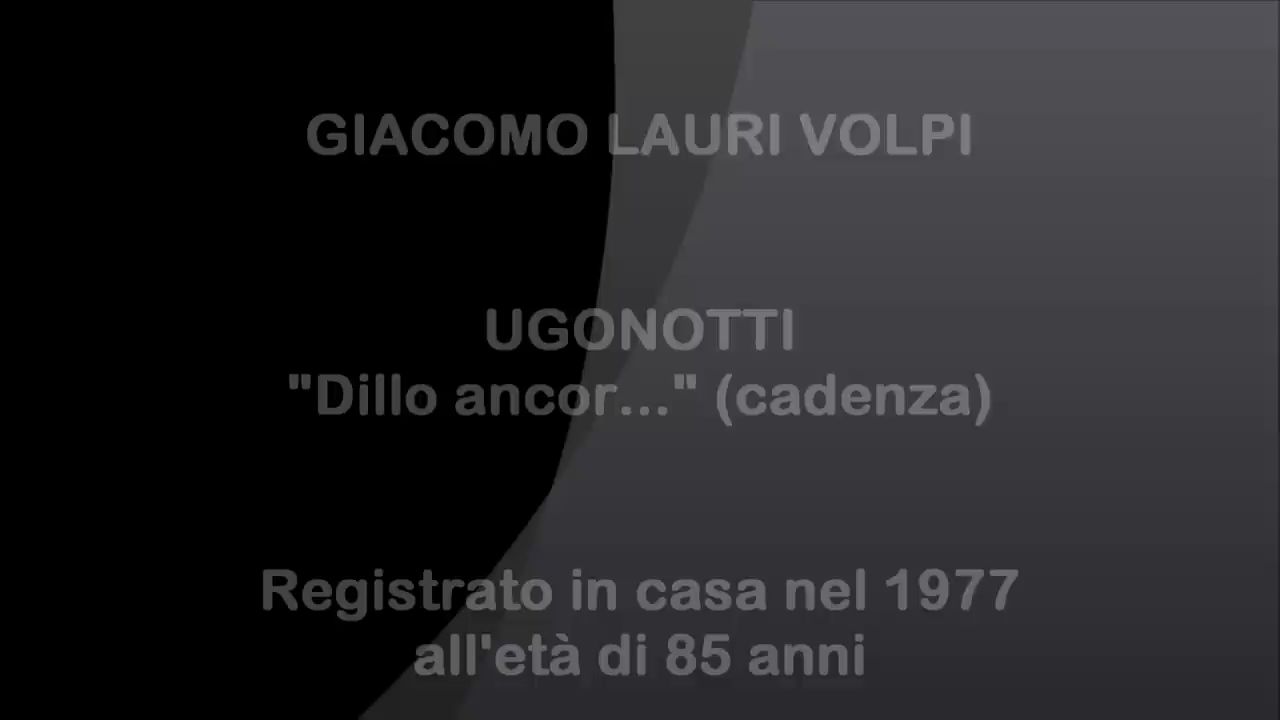 GIACOMO LAURI VOLPI
UGONOTTI
"Dillo ancor..." (cadenza)
Registrato in casa nel 1977
all'età di 85 anni